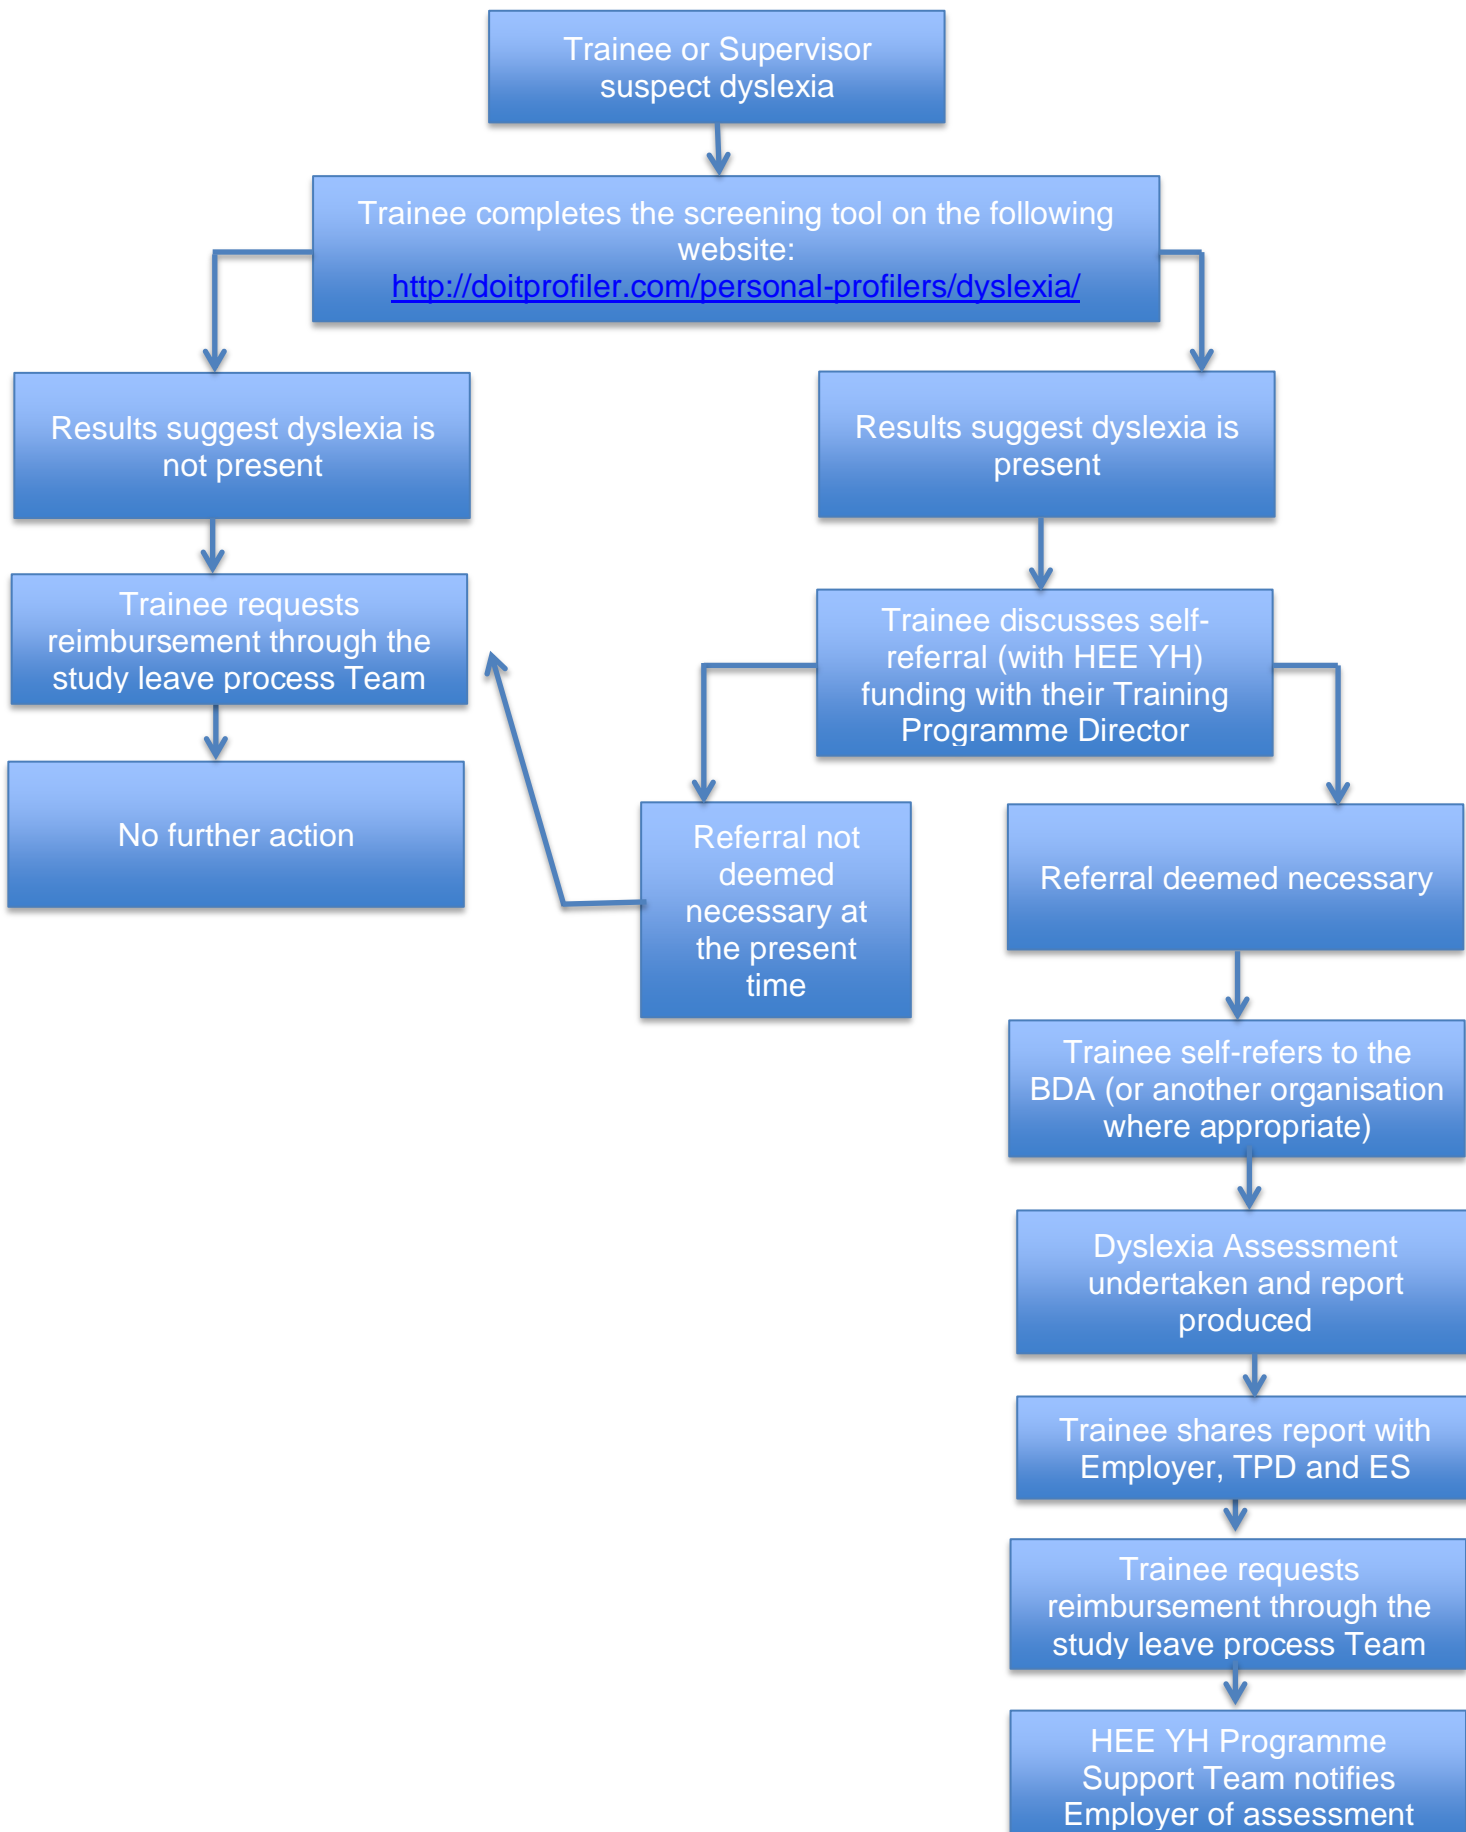 Trainee or Supervisor
suspect dyslexia
Trainee completes the screening tool on the following
website:
http://doitprofiler.com/personal-profilers/dyslexia/
Results suggest dyslexia is
not present
Results suggest dyslexia is
present
Trainee requests
reimbursement through the
study leave process Team
Trainee discusses self-
referral (with HEE YH)
funding with their Training
Programme Director
No further action
Referral not
deemed
necessary at
the present
time
Referral deemed necessary
Trainee self-refers to the
BDA (or another organisation
where appropriate)
Dyslexia Assessment
undertaken and report
produced
Trainee shares report with
Employer, TPD and ES
Trainee requests
reimbursement through the
study leave process Team
HEE YH Programme
Support Team notifies
Employer of assessment